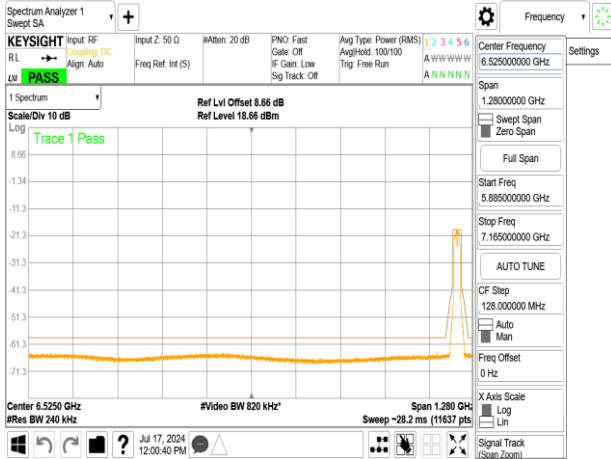 Spectrum Analyzer 1
Swept SA
+
Frequency
KEYSIGHT
RL
LXI
PASS
Input: RF
Coupling: DC
Align: Auto
Input Z: 50 Ω
Freq Ref: Int (S)
#Atten: 20 dB
PNO: Fast
Gate: Off
IF Gain: Low
Sig Track: Off
Avg Type: Power (RMS)
Avg|Hold: 100/100
Trig: Free Run
1 2 3 4 5 6
A W W W W W
A N N N N N
1 Spectrum
Scale/Div 10 dB
Ref Lvl Offset 8.66 dB
Ref Level 18.66 dBm
Log
Trace 1 Pass
8.66
-1.34
-11.3
-21.3
-31.3
-41.3
-51.3
-61.3
-71.3
Center 6.5250 GHz
#Res BW 240 kHz
#Video BW 820 kHz*
Span 1.280 GHz
Sweep ~28.2 ms (11637 pts
Center Frequency
6.525000000 GHz
Settings
Span
1.28000000 GHz
Swept Span
Zero Span
Full Span
Start Freq
5.885000000 GHz
Stop Freq
7.165000000 GHz
AUTO TUNE
CF Step
128.000000 MHz
Auto
Man
Freq Offset
0 Hz
X Axis Scale
Log
Lin
Signal Track
(Span Zoom)
?
Jul 17, 2024
12:00:40 PM